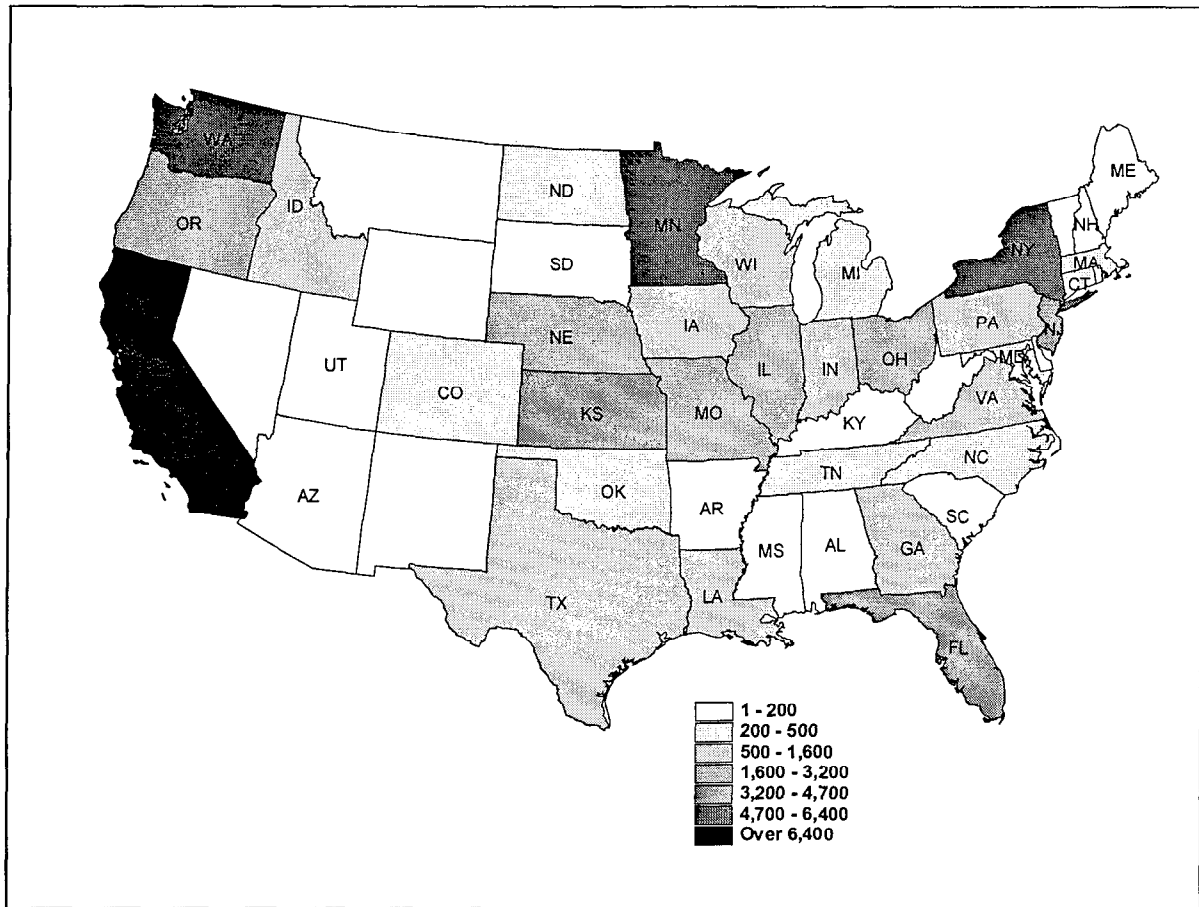 WA
ME
ND
ID
MN
OR
NH
NY
SD
WI
MA
MI
CT
PA
IA
NE
NJ
OH
UT
IL
IN
MD
CO
VA
KS
MO
KY
NC
TN
AZ
OK
AR
SC
MS
AL
GA
TX
LA
FL
1 - 200
200 - 500
500 - 1,600
1,600 - 3,200
3,200 - 4,700
4,700 - 6,400
Over 6,400